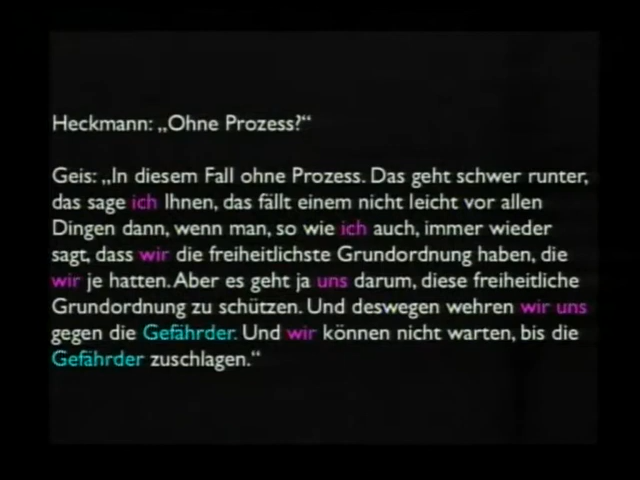 Heckmann: „Ohne Prozess?“
Geis: „In diesem Fall ohne Prozess. Das geht schwer runter,
das sage ich Ihnen, das fällt einem nicht leicht vor allen
Dingen dann, wenn man, so wie ich auch, immer wieder
sagt, dass wir die freiheitlichste Grundordnung haben, die
wir je hatten. Aber es geht ja uns darum, diese freiheitliche
Grundordnung zu schützen. Und deswegen wehren wir uns
gegen die Gefährder. Und wir können nicht warten, bis die
Gefährder zuschlagen.“